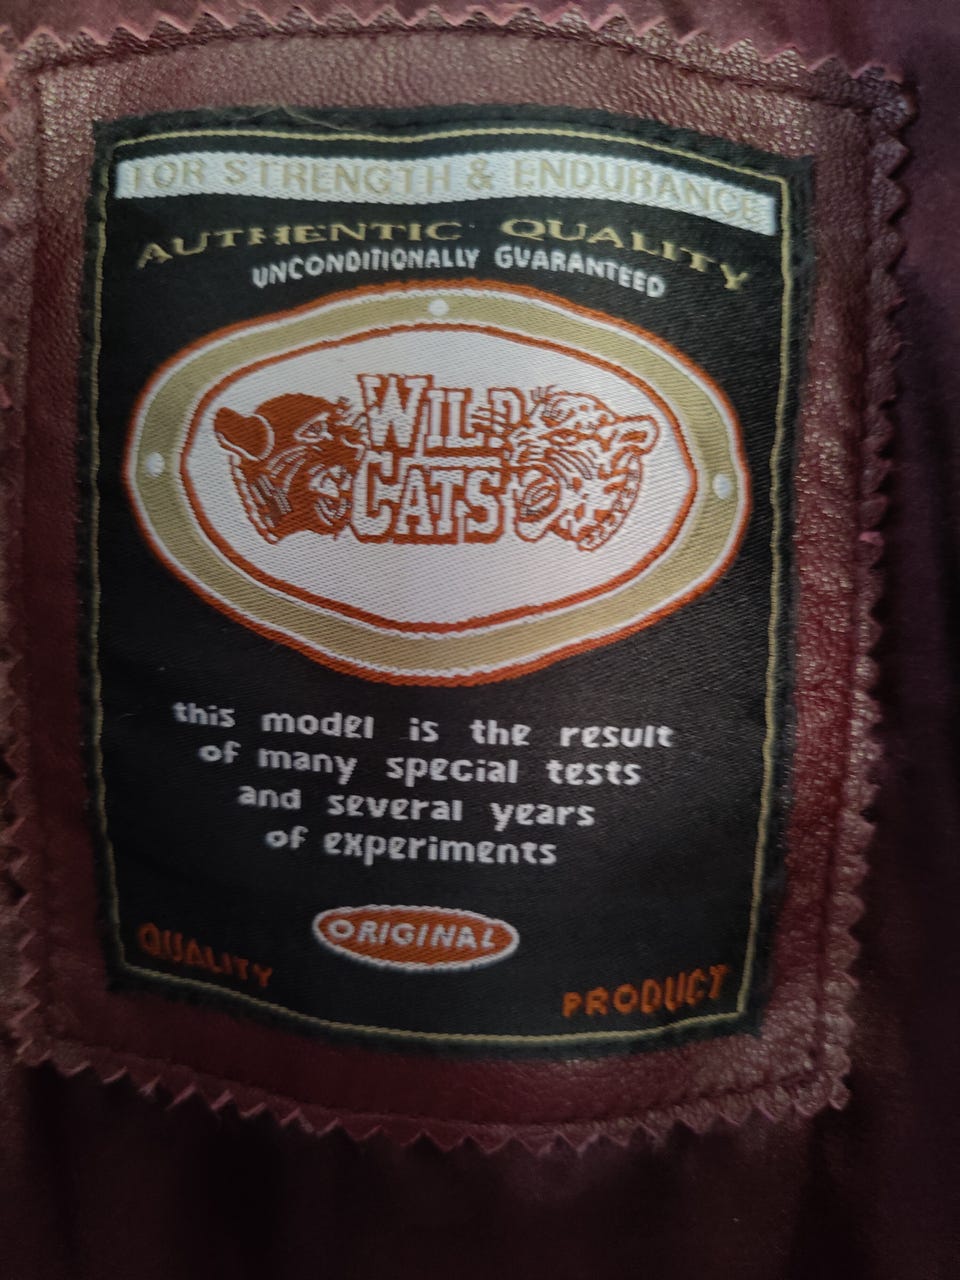 FOR STRENGTH & ENDURANCE
AUTHENTIC QUALITY
UNCONDITIONALLY GUARANTEED
WILD
CATS
this model is the result
of many special tests
and several years
of experiments
ORIGINAL
QUALITY
PRODUCT